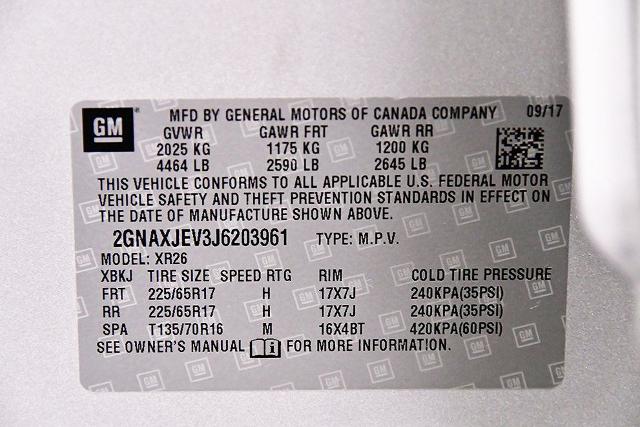 GM
MFD BY GENERAL MOTORS OF CANADA COMPANY 09/17
GVWR GAWR FRT GAWR RR
2025 KG 1175 KG 1200 KG
4464 LB 2590 LB 2645 LB
THIS VEHICLE CONFORMS TO ALL APPLICABLE U.S. FEDERAL MOTOR
VEHICLE SAFETY AND THEFT PREVENTION STANDARDS IN EFFECT ON
THE DATE OF MANUFACTURE SHOWN ABOVE.
2GNAXJEV3J6203961 TYPE: M.P.V.
MODEL: XR26
XBKJ TIRE SIZE SPEED RTG RIM COLD TIRE PRESSURE
FRT 225/65R17 H 17X7J 240KPA(35PSI)
RR 225/65R17 H 17X7J 240KPA(35PSI)
SPA T135/70R16 M 16X4BT 420KPA(60PSI)
SEE OWNER'S MANUAL FOR MORE INFORMATION.